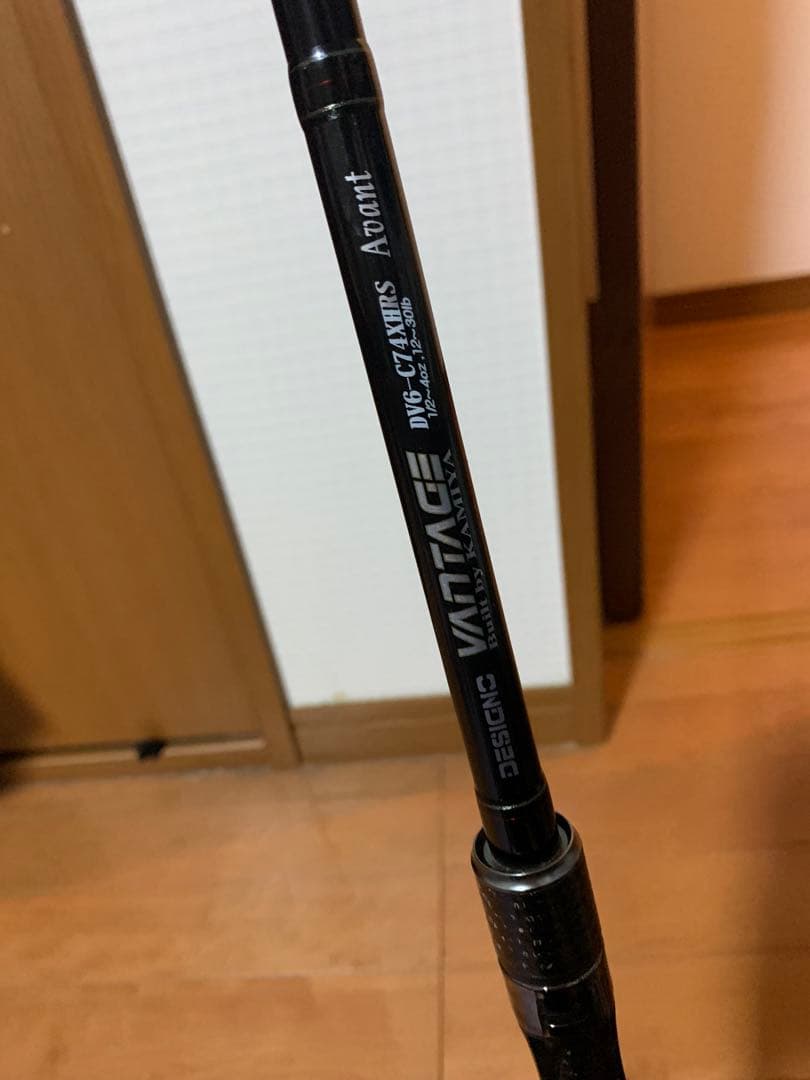 DESIGNO VANTAGE DV6-C74XHRS Avant
Built by KAMIYA 1/2~4oz, 12~30lb